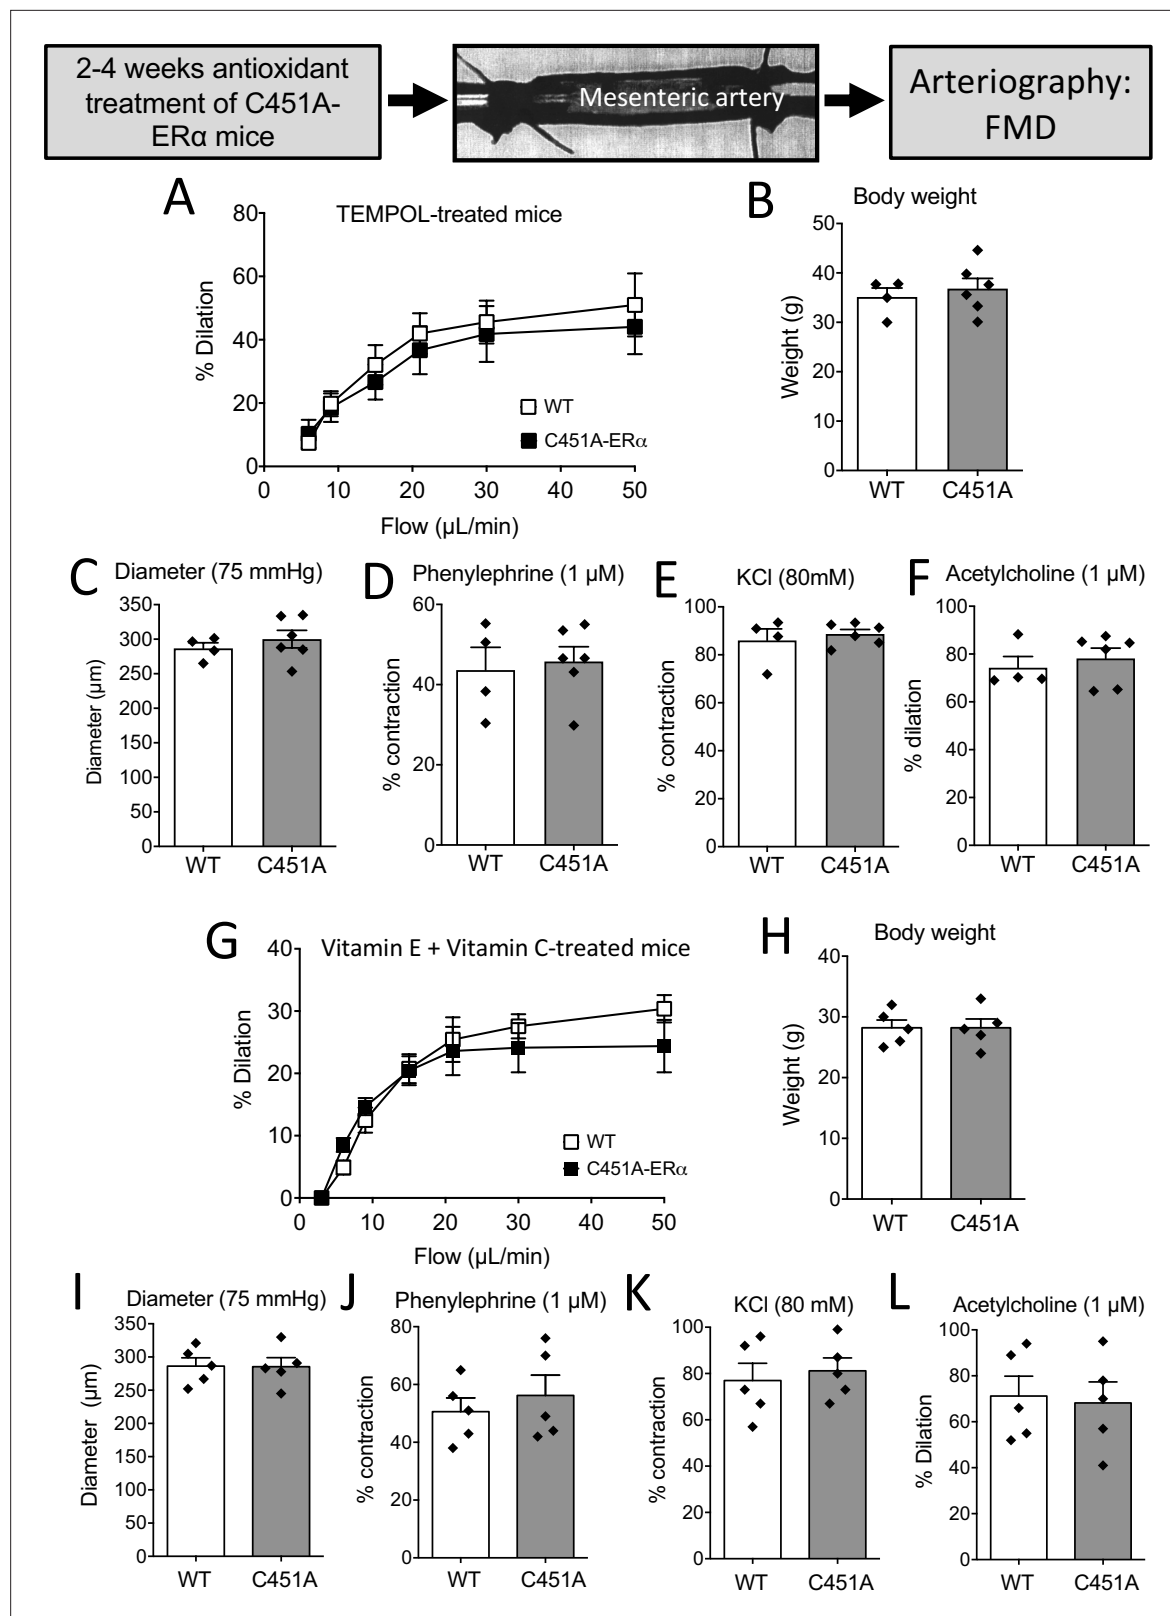 2-4 weeks antioxidant
treatment of C451A-
ERα mice
Mesenteric artery
Arteriography:
FMD
A
TEMPOL-treated mice
% Dilation
80
60
40
20
0
0 10 20 30 40 50
Flow (µL/min)
WT
C451A-ERα
B
Body weight
Weight (g)
50
40
30
20
10
0
WT C451A
C
Diameter (75 mmHg)
Diameter (µm)
350
300
250
200
150
100
50
0
WT C451A
D
Phenylephrine (1 µM)
% contraction
60
40
20
0
WT C451A
E
KCl (80mM)
% contraction
100
80
60
40
20
0
WT C451A
F
Acetylcholine (1 µM)
% dilation
100
80
60
40
20
0
WT C451A
G
Vitamin E + Vitamin C-treated mice
% Dilation
40
30
20
10
0
0 10 20 30 40 50
Flow (µL/min)
WT
C451A-ERα
H
Body weight
Weight (g)
40
30
20
10
0
WT C451A
I
Diameter (75 mmHg)
Diameter (µm)
350
300
250
200
150
100
50
0
WT C451A
J
Phenylephrine (1 µM)
% contraction
80
60
40
20
0
WT C451A
K
KCl (80 mM)
% contraction
100
80
60
40
20
0
WT C451A
L
Acetylcholine (1 µM)
% Dilation
100
80
60
40
20
0
WT C451A